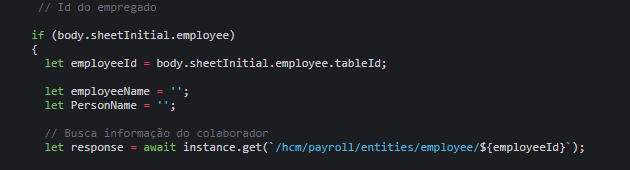 // Id do empregado
if (body.sheetInitial.employee)
{
let employeeId = body.sheetInitial.employee.tableId;
let employeeName = '';
let PersonName = '';
// Busca informação do colaborador
let response = await instance.get(`/hcm/payroll/entities/employee/${employeeId}`);